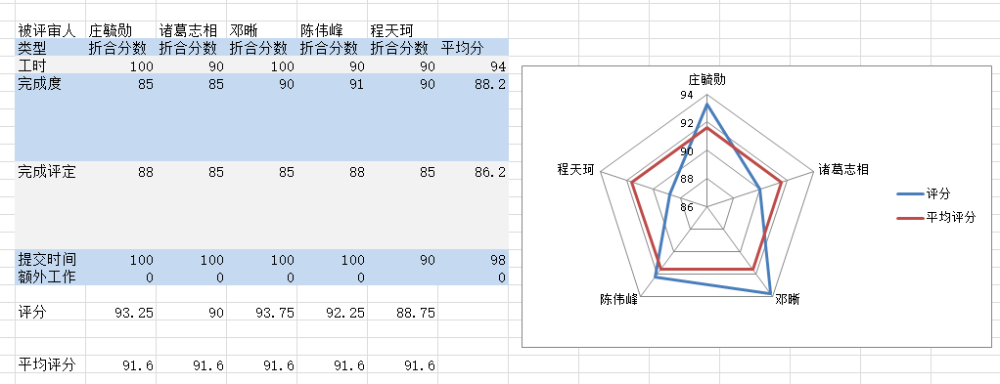 被评审人 庄毓勋 诸葛志相 邓晰 陈伟峰 程天珂
类型 折合分数 折合分数 折合分数 折合分数 折合分数 平均分
工时 100 90 100 90 90 94
完成度 85 85 90 91 90 88.2
完成评定 88 85 85 88 85 86.2
提交时间 100 100 100 100 90 98
额外工作 0 0 0 0 0 0
评分 93.25 90 93.75 92.25 88.75
平均评分 91.6 91.6 91.6 91.6 91.6
庄毓勋
94
92
90
88
86
程天珂
诸葛志相
陈伟峰
邓晰
评分
平均评分